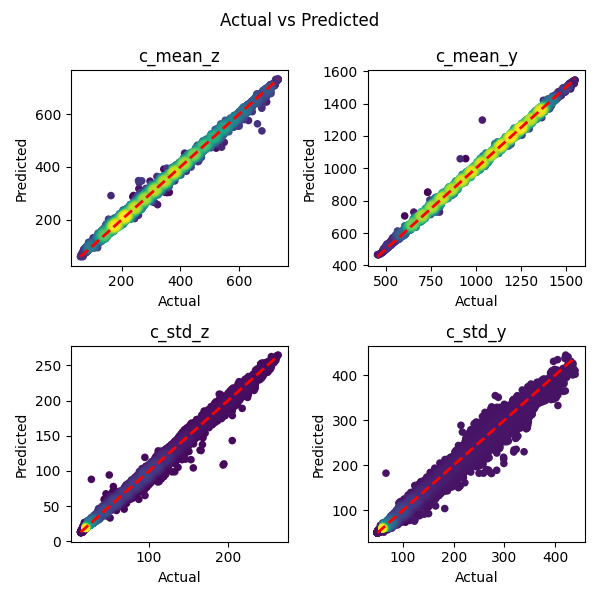 Actual vs Predicted
c_mean_z
Predicted
600
400
200
200 400 600
Actual
c_mean_y
Predicted
1600
1400
1200
1000
800
600
400
500 750 1000 1250 1500
Actual
c_std_z
Predicted
250
200
150
100
50
0
100 200
Actual
c_std_y
Predicted
400
300
200
100
100 200 300 400
Actual